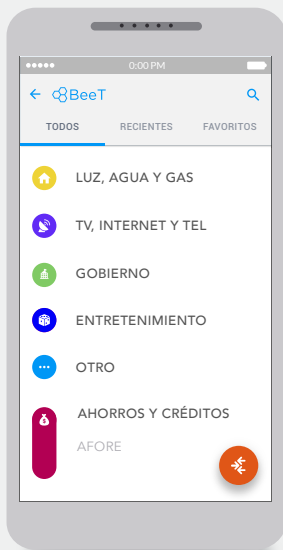 0:00 PM
BeeT
TODOS RECIENTES FAVORITOS
LUZ, AGUA Y GAS
TV, INTERNET Y TEL
GOBIERNO
ENTRETENIMIENTO
OTRO
AHORROS Y CRÉDITOS
AFORE